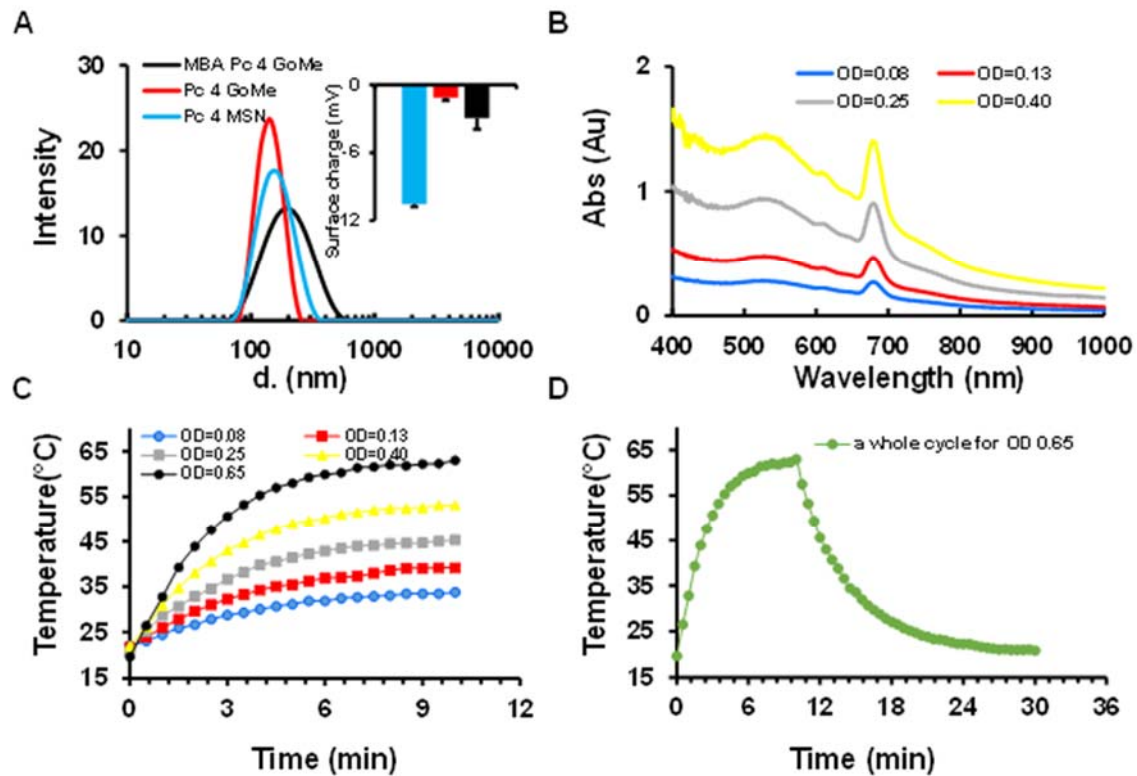 A
30
20
10
0
Intensity
MBA Pc 4 GoMe
Pc 4 GoMe
Pc 4 MSN
0
-6
-12
Surface charge (mV)
10 100 1000 10000
d. (nm)
B
2
1
0
Abs (Au)
OD=0.08 OD=0.13
OD=0.25 OD=0.40
400 500 600 700 800 900 1000
Wavelength (nm)
C
65
55
45
35
25
15
Temperature(°C)
OD=0.08 OD=0.13
OD=0.25 OD=0.40
OD=0.65
0 3 6 9 12
Time (min)
D
65
55
45
35
25
15
Temperature(°C)
a whole cycle for OD 0.65
0 6 12 18 24 30 36
Time (min)